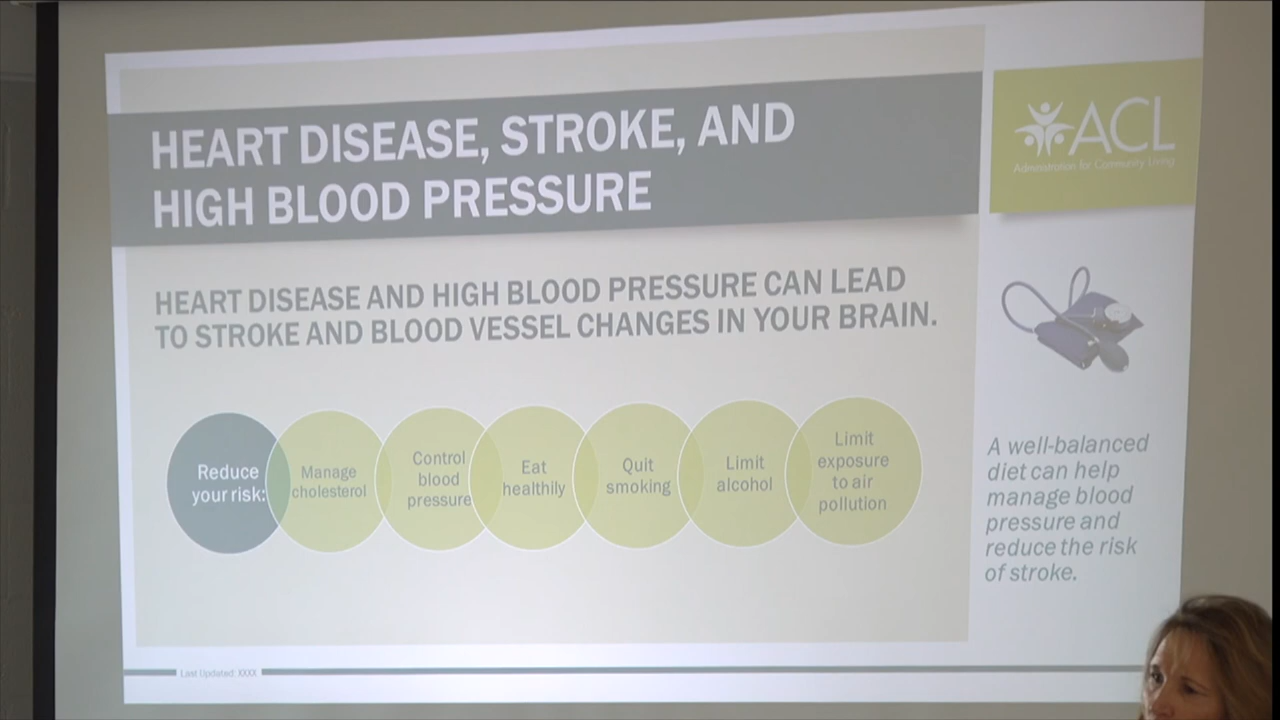 HEART DISEASE, STROKE, AND
HIGH BLOOD PRESSURE
ACL
Administration for Community Living
HEART DISEASE AND HIGH BLOOD PRESSURE CAN LEAD
TO STROKE AND BLOOD VESSEL CHANGES IN YOUR BRAIN.
Reduce
your risk:
Manage
cholesterol
Control
blood
pressure
Eat
healthily
Quit
smoking
Limit
alcohol
Limit
exposure
to air
pollution
A well-balanced
diet can help
manage blood
pressure and
reduce the risk
of stroke.
Last Updated: XXXX